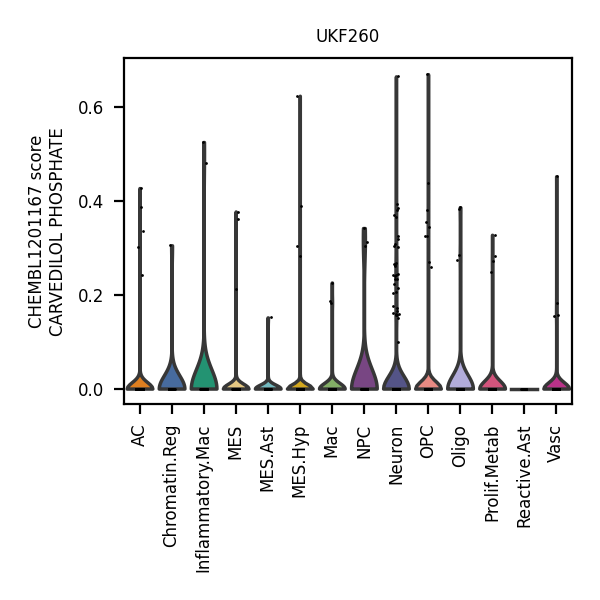 UKF260
CHEMBL1201167 score
CARVEDILOL PHOSPHATE
0.6
0.4
0.2
0.0
AC
Chromatin.Reg
Inflammatory.Mac
MES
MES.Ast
MES.Hyp
Mac
NPC
Neuron
OPC
Oligo
Prolif.Metab
Reactive.Ast
Vasc